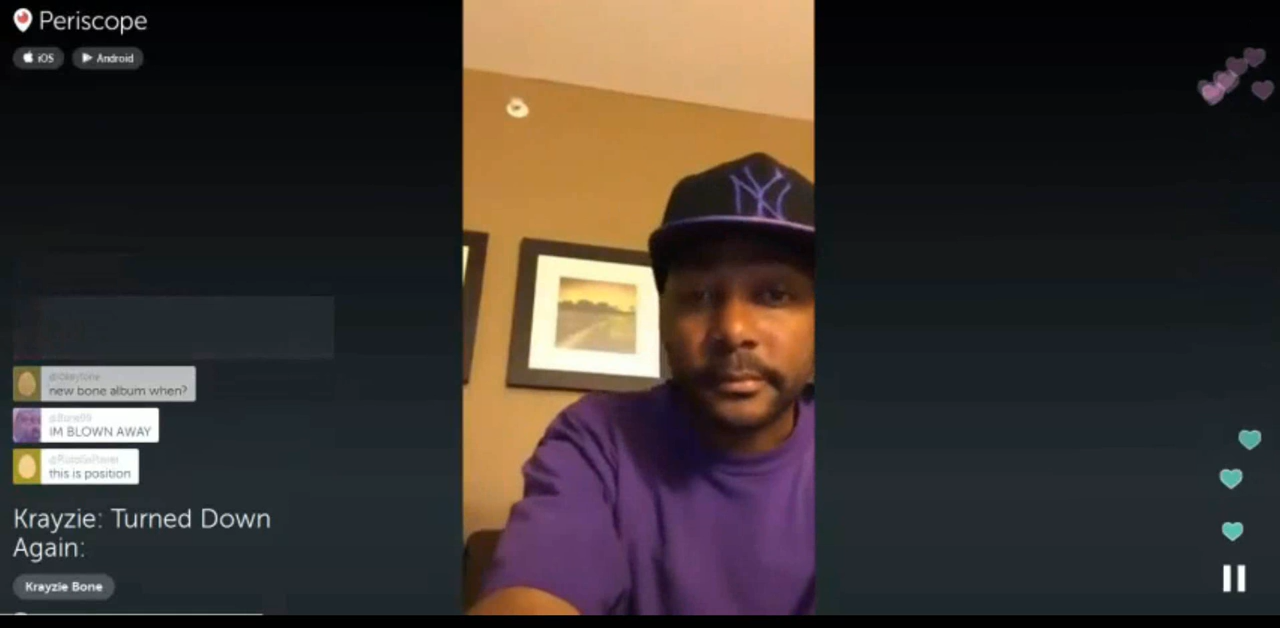 Periscope
iOS
Android
new bone album when?
@Bone99
IM BLOWN AWAY
this is position
Krayzie: Turned Down
Again:
Krayzie Bone
NY